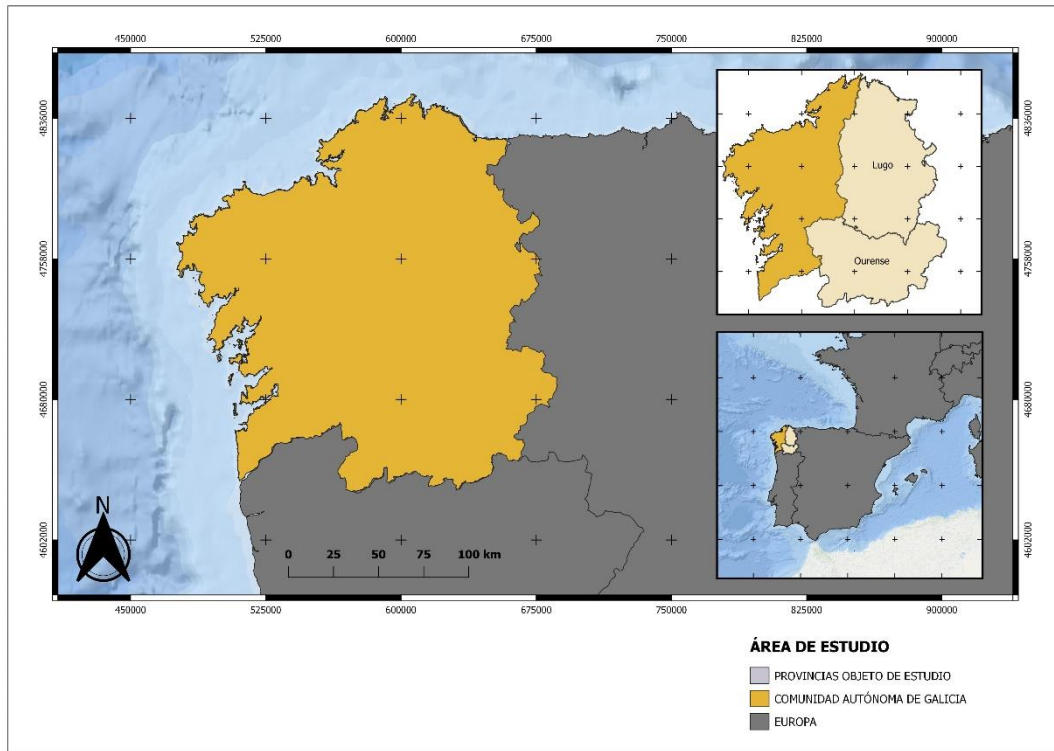 450000 525000 600000 675000 750000 825000 900000
4836000 4836000
Lugo
4758000 4758000
Ourense
4680000 4680000
N
4602000 4602000
0 25 50 75 100 km
450000 525000 600000 675000 750000 825000 900000
ÁREA DE ESTUDIO
PROVINCIAS OBJETO DE ESTUDIO
COMUNIDAD AUTÓNOMA DE GALICIA
EUROPA